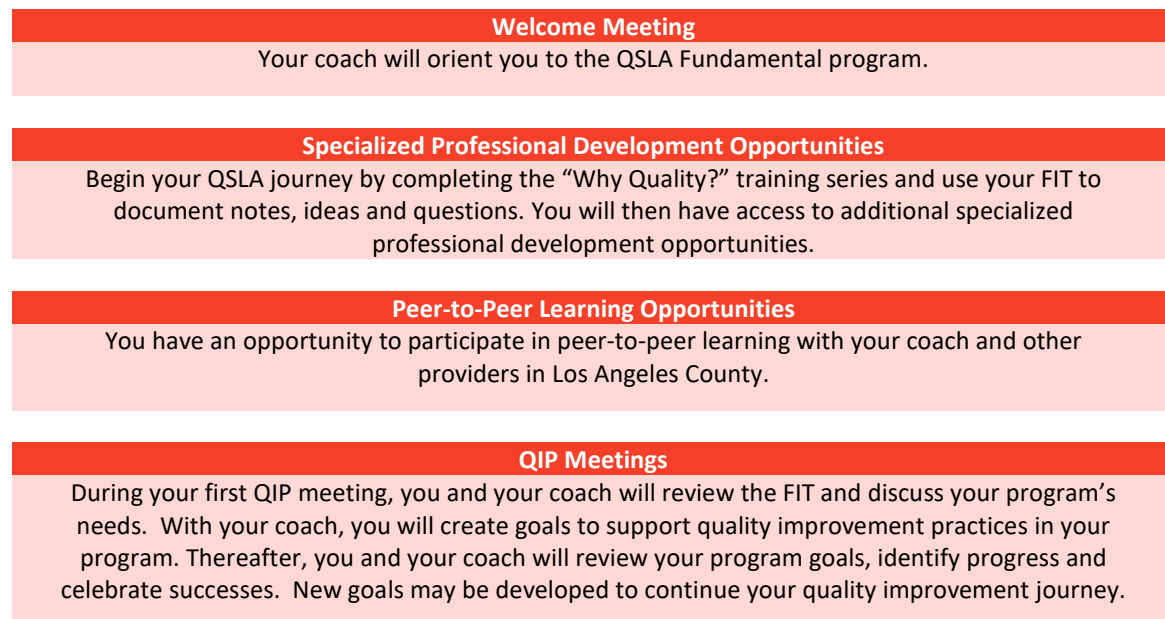 Welcome Meeting
Your coach will orient you to the QSLA Fundamental program.
Specialized Professional Development Opportunities
Begin your QSLA journey by completing the “Why Quality?” training series and use your FIT to
document notes, ideas and questions. You will then have access to additional specialized
professional development opportunities.
Peer-to-Peer Learning Opportunities
You have an opportunity to participate in peer-to-peer learning with your coach and other
providers in Los Angeles County.
QIP Meetings
During your first QIP meeting, you and your coach will review the FIT and discuss your program’s
needs.  With your coach, you will create goals to support quality improvement practices in your
program. Thereafter, you and your coach will review your program goals, identify progress and
celebrate successes.  New goals may be developed to continue your quality improvement journey.